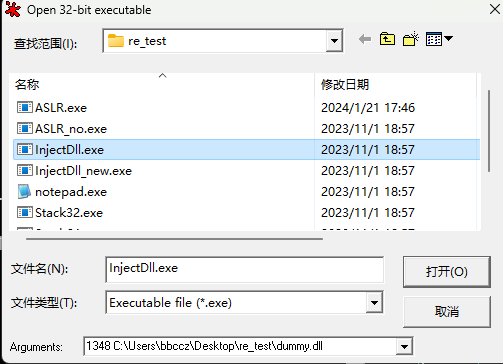 Open 32-bit executable
查找范围(I): re_test
名称 修改日期
ASLR.exe 2024/1/21 17:46
ASLR_no.exe 2023/11/1 18:57
InjectDll.exe 2023/11/1 18:57
InjectDll_new.exe 2023/11/1 18:57
notepad.exe 2023/11/1 18:57
Stack32.exe 2023/11/1 18:57
文件名(N): InjectDll.exe 打开(O)
文件类型(T): Executable file (*.exe) 取消
Arguments: 1348 C:\Users\bbccz\Desktop\re_test\dummy.dll